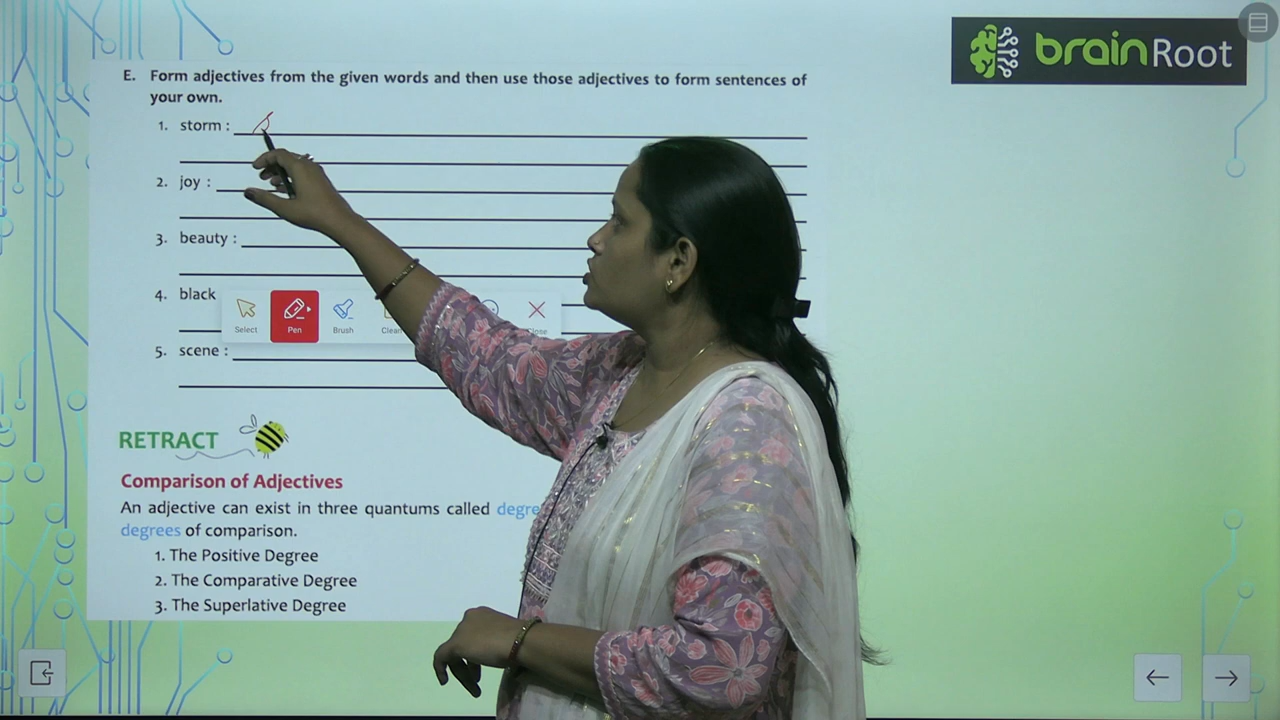 brainRoot
E. Form adjectives from the given words and then use those adjectives to form sentences of
your own.
1. storm :
2. joy :
3. beauty :
4. black
Select Pen Brush Clean
5. scene :
RETRACT
Comparison of Adjectives
An adjective can exist in three quantums called degre
degrees of comparison.
1. The Positive Degree
2. The Comparative Degree
3. The Superlative Degree